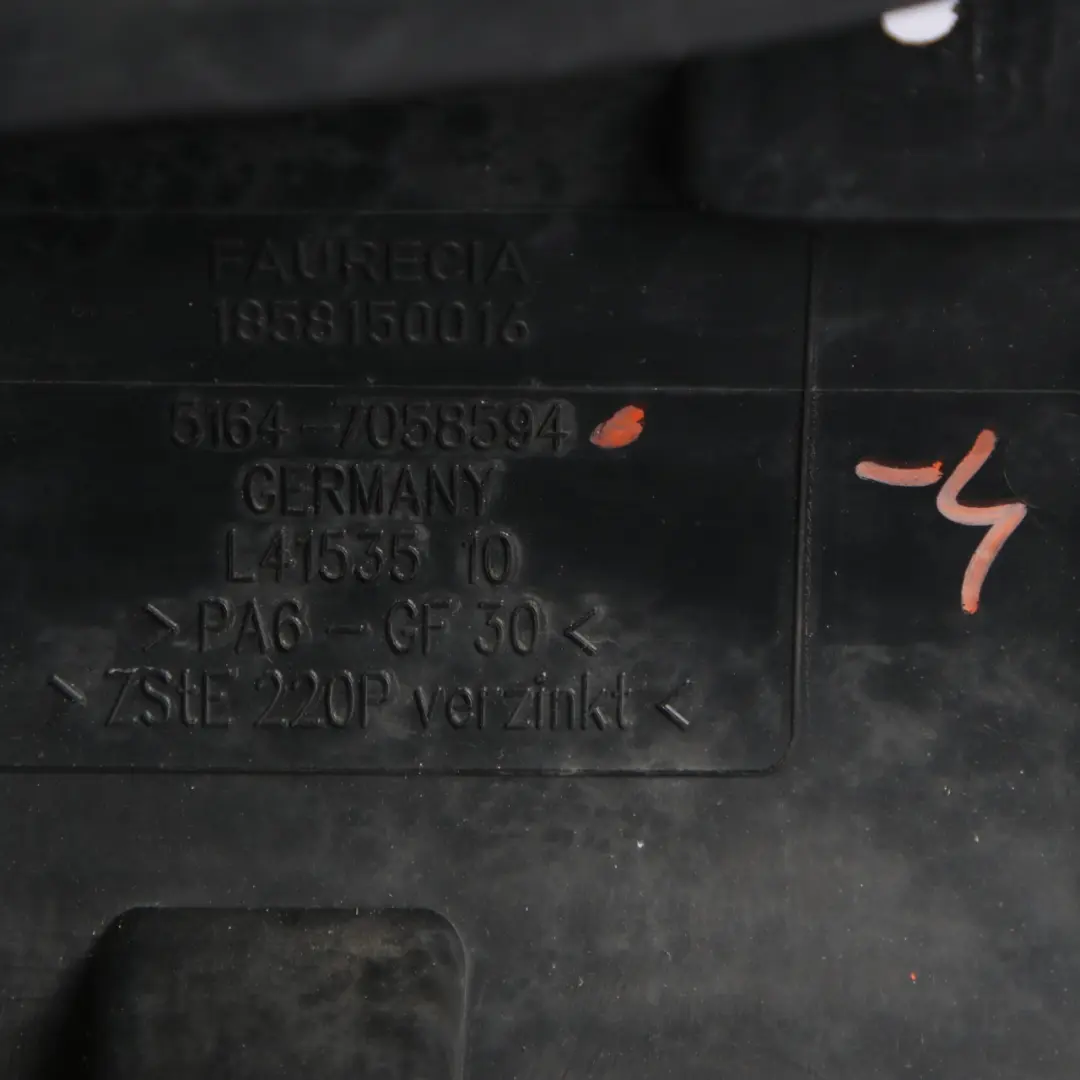 FAURECIA
1858150016
5164-7058594
GERMANY
L41535 10
>PA6-GF 30<
>ZStE 220P verzinkt<
-4